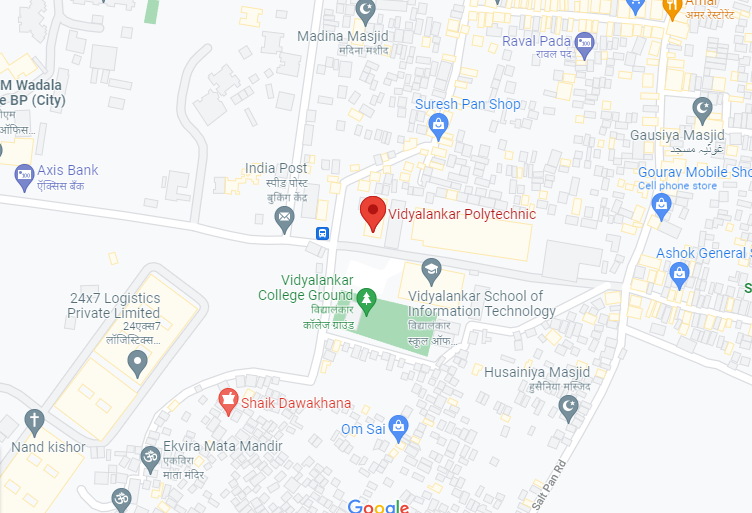 Amar
अमर रेस्टोरेंट
Madina Masjid
मदिना मशीद
Raval Pada
रावल पद
M Wadala
e BP (City)
ऑफिस...
Suresh Pan Shop
Gausiya Masjid
غوثیہ مسجد
Axis Bank
ऍक्सिस बँक
India Post
स्पीड पोस्ट
बुकिंग केंद्र
Gourav Mobile Sho
Cell phone store
Vidyalankar Polytechnic
Ashok General S
Vidyalankar
College Ground
विद्यालंकार
कॉलेज ग्राउंड
Vidyalankar School of
Information Technology
विद्यालंकार
स्कूल ऑफ...
24x7 Logistics
Private Limited
24एक्स7
लॉजिस्टिक्स...
S
Husainiya Masjid
हुसैनिया मस्जिद
Shaik Dawakhana
Om Sai
Nand kishor
Ekvira Mata Mandir
एकविरा
माता मंदिर
Salt Pan Rd
Google